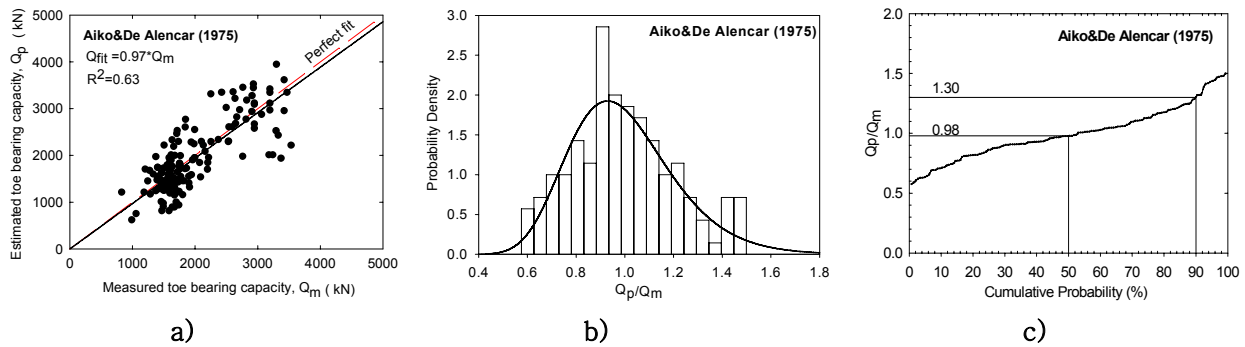 Estimated toe bearing capacity, Qp ( kN)
5000
4000
3000
2000
1000
0
Aiko&De Alencar (1975)
Qfit =0.97*Qm
R2=0.63
Perfect fit
0 1000 2000 3000 4000 5000
Measured toe bearing capacity, Qm ( kN)
a)
Probability Density
3.0
2.5
2.0
1.5
1.0
0.5
0.0
Aiko&De Alencar (1975)
0.4 0.6 0.8 1.0 1.2 1.4 1.6 1.8
Qp/Qm
b)
Qp/Qm
2.0
1.5
1.0
0.5
0.0
Aiko&De Alencar (1975)
1.30
0.98
0 10 20 30 40 50 60 70 80 90 100
Cumulative Probability (%)
c)